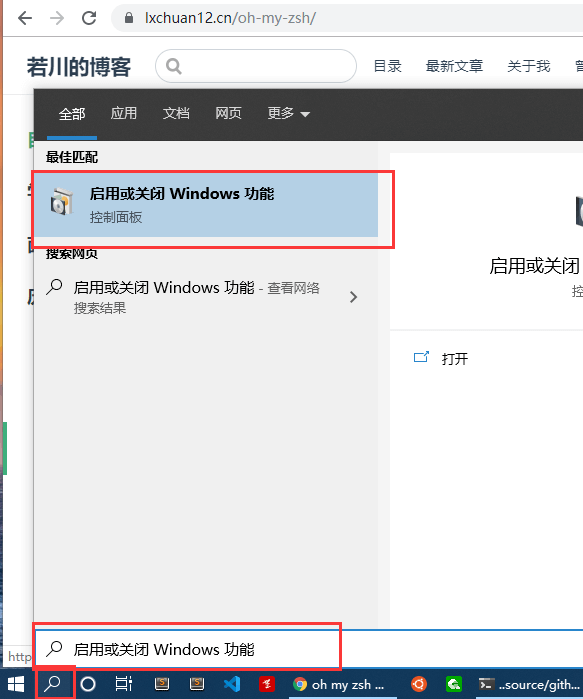 lxchuan12.cn/oh-my-zsh/
若川的博客
目录 最新文章 关于我
全部 应用 文档 网页 更多
最佳匹配
启用或关闭 Windows 功能
控制面板
搜索网页
启用或关闭 Windows 功能 - 查看网络
搜索结果
启用或关闭
打开
启用或关闭 Windows 功能
http
oh my zsh ... ..source/gith...